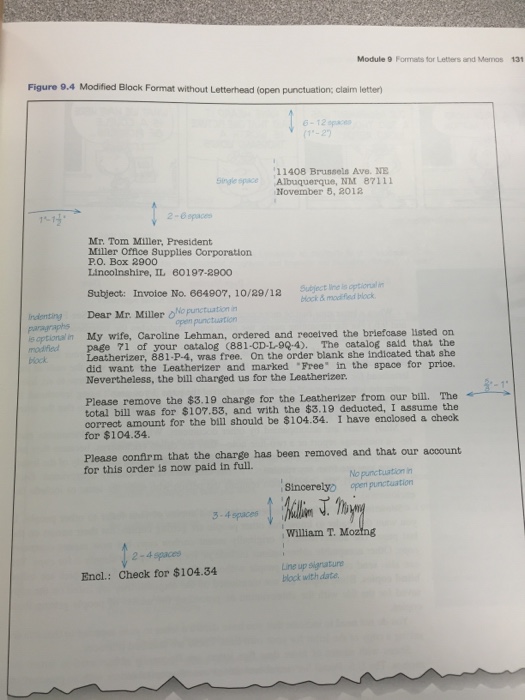 Module 9 Formats for Letters and Memos 131
Figure 9.4 Modified Block Format without Letterhead (open punctuation; claim letter)
6–12 spaces
(1"–2")
11408 Brussels Ave. NE
Single space
Albuquerque, NM 87111
November 5, 2012
2–6 spaces
1"–1½"
Mr. Tom Miller, President
Miller Office Supplies Corporation
P.O. Box 2900
Lincolnshire, IL 60197-2900
Subject: Invoice No. 664907, 10/29/12
Subject line is optional in
block & modified block.
Dear Mr. Miller
No punctuation in
open punctuation
Indenting
paragraphs
is optional in
modified
block
My wife, Caroline Lehman, ordered and received the briefcase listed on
page 71 of your catalog (881-CD-L-9Q-4). The catalog said that the
Leatherizer, 881-P-4, was free. On the order blank she indicated that she
did want the Leatherizer and marked "Free" in the space for price.
Nevertheless, the bill charged us for the Leatherizer.
Please remove the $3.19 charge for the Leatherizer from our bill. The
total bill was for $107.53, and with the $3.19 deducted, I assume the
correct amount for the bill should be $104.34. I have enclosed a check
for $104.34.
Please confirm that the charge has been removed and that our account
for this order is now paid in full.
No punctuation in
open punctuation
Sincerely
3–4 spaces
William T. Mozing
2–4 spaces
Encl.: Check for $104.34
Line up signature
block with date.